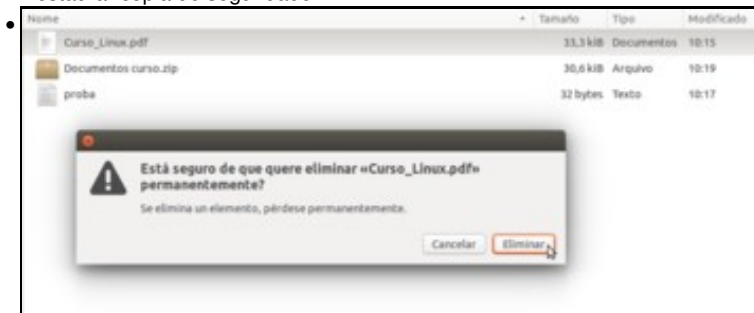 Nome Tamaño Tipo Modificado
Curso_Linux.pdf 33,3 kiB Documentos 10:15
Documentos curso.zip 30,6 kiB Arquivo 10:19
proba 32 bytes Texto 10:17
Está seguro de que quere eliminar «Curso_Linux.pdf»
permanentemente?
Se elimina un elemento, pérdese permanentemente.
Cancelar Eliminar